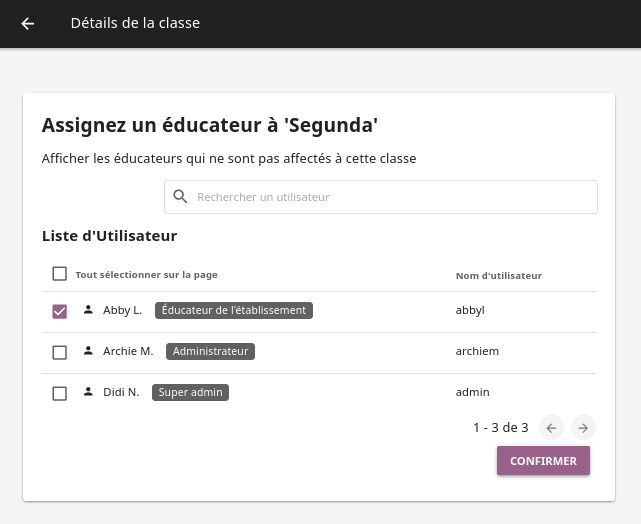 Détails de la classe
Assignez un éducateur à 'Segunda'
Afficher les éducateurs qui ne sont pas affectés à cette classe
Rechercher un utilisateur
Liste d'Utilisateur
Tout sélectionner sur la page Nom d'utilisateur
Abby L. Éducateur de l'établissement abbyl
Archie M. Administrateur archiem
Didi N. Super admin admin
1 - 3 de 3
CONFIRMER